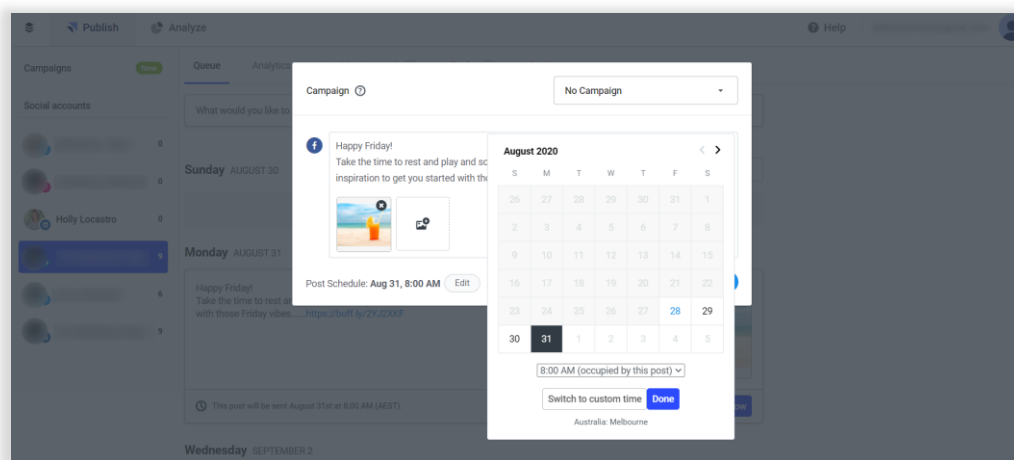 Publish
Analyze
Help
Campaigns
New
Queue
Analytics
Social accounts
What would you like to
0
0
Holly Locastro
0
9
6
9
Sunday AUGUST 30
Monday AUGUST 31
Happy Friday!
Take the time to rest ar
with those Friday vibes......https://buff.ly/2YJ2XKF
This post will be sent August 31st at 8:00 AM (AEST)
Wednesday SEPTEMBER 2
Campaign
No Campaign
Happy Friday!
Take the time to rest and play and so
inspiration to get you started with tho
Post Schedule: Aug 31, 8:00 AM
Edit
August 2020
S M T W T F S
26 27 28 29 30 31 1
2 3 4 5 6 7 8
9 10 11 12 13 14 15
16 17 18 19 20 21 22
23 24 25 26 27 28 29
30 31 1 2 3 4 5
8:00 AM (occupied by this post)
Switch to custom time
Done
Australia: Melbourne